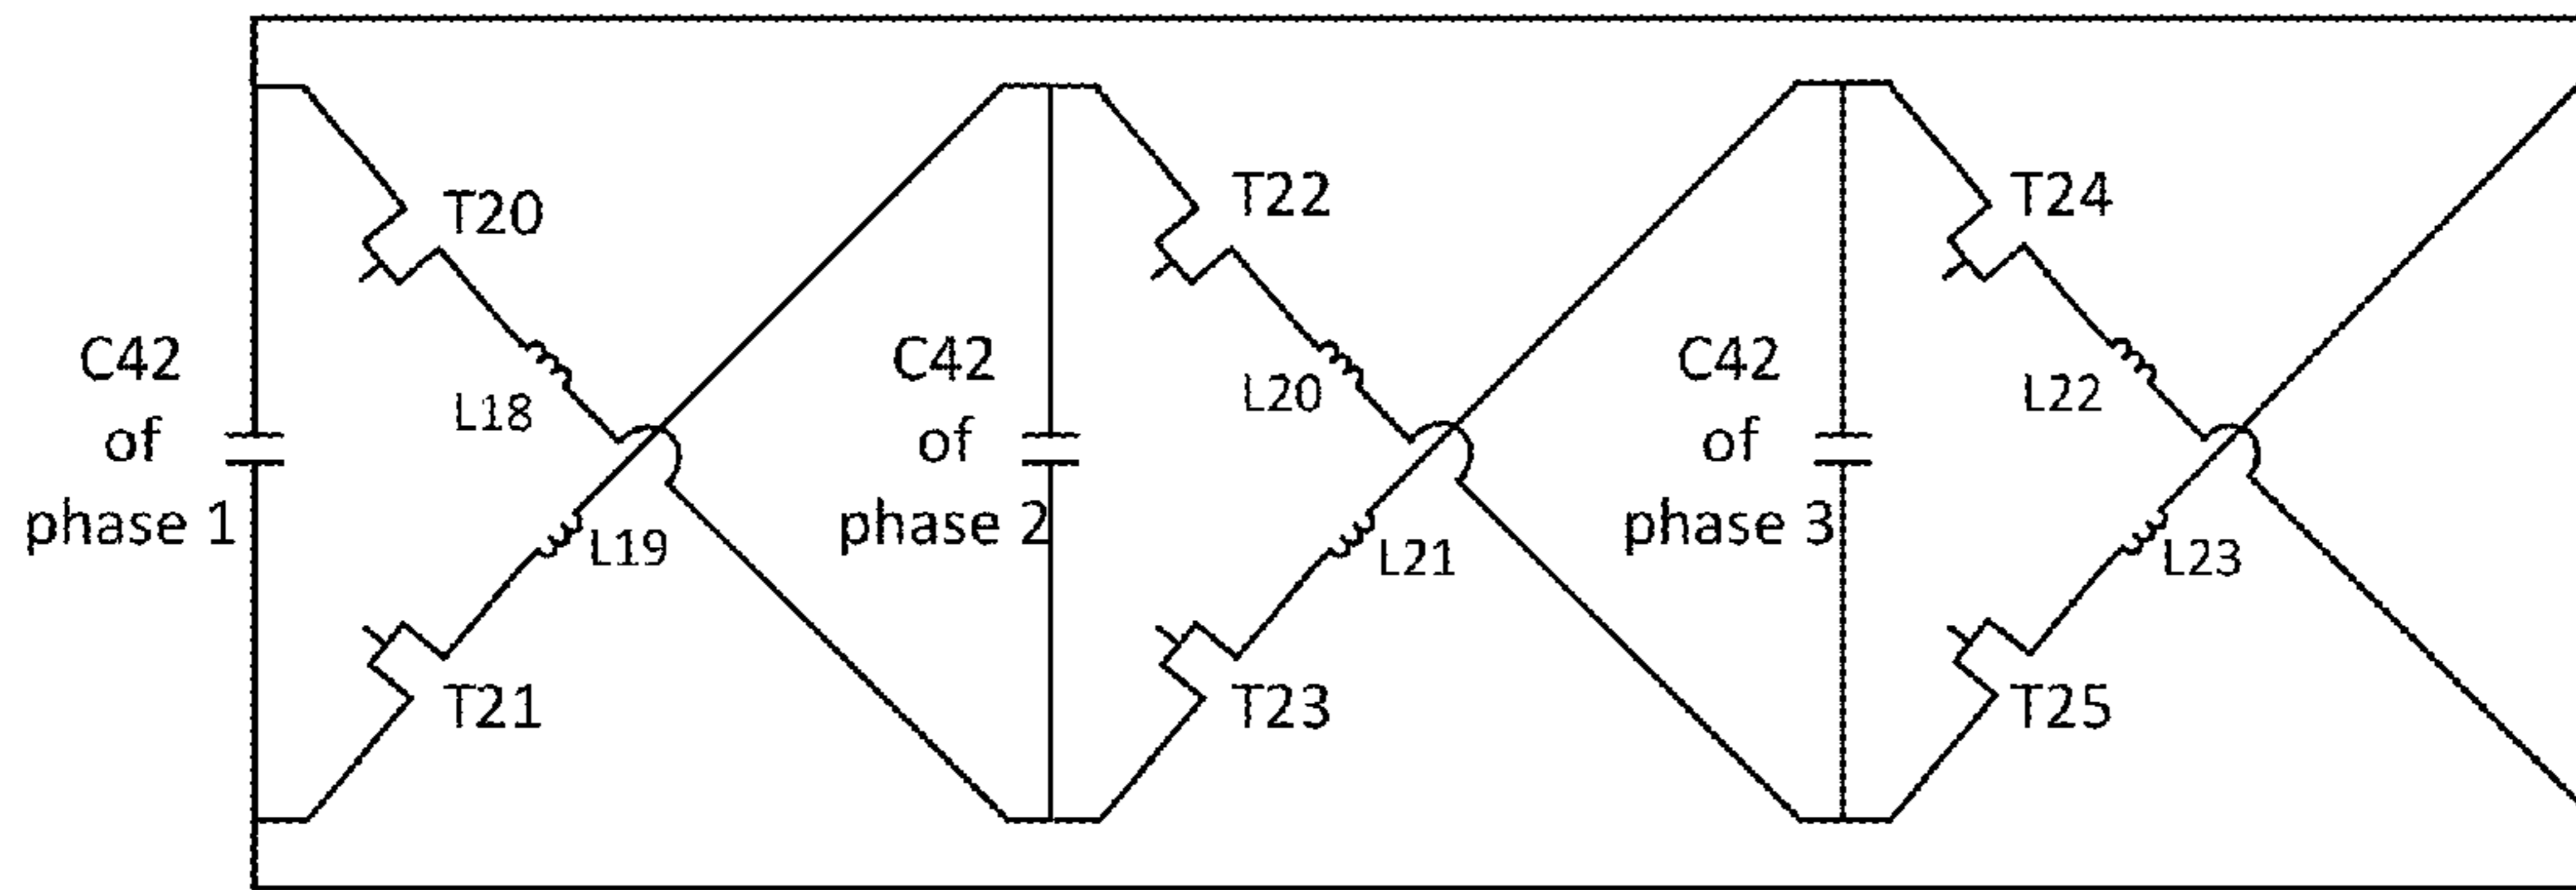 T20
T22
T24
C42
of
phase 1
L18
C42
of
phase 2
L20
C42
of
phase 3
L22
L19
L21
L23
T21
T23
T25